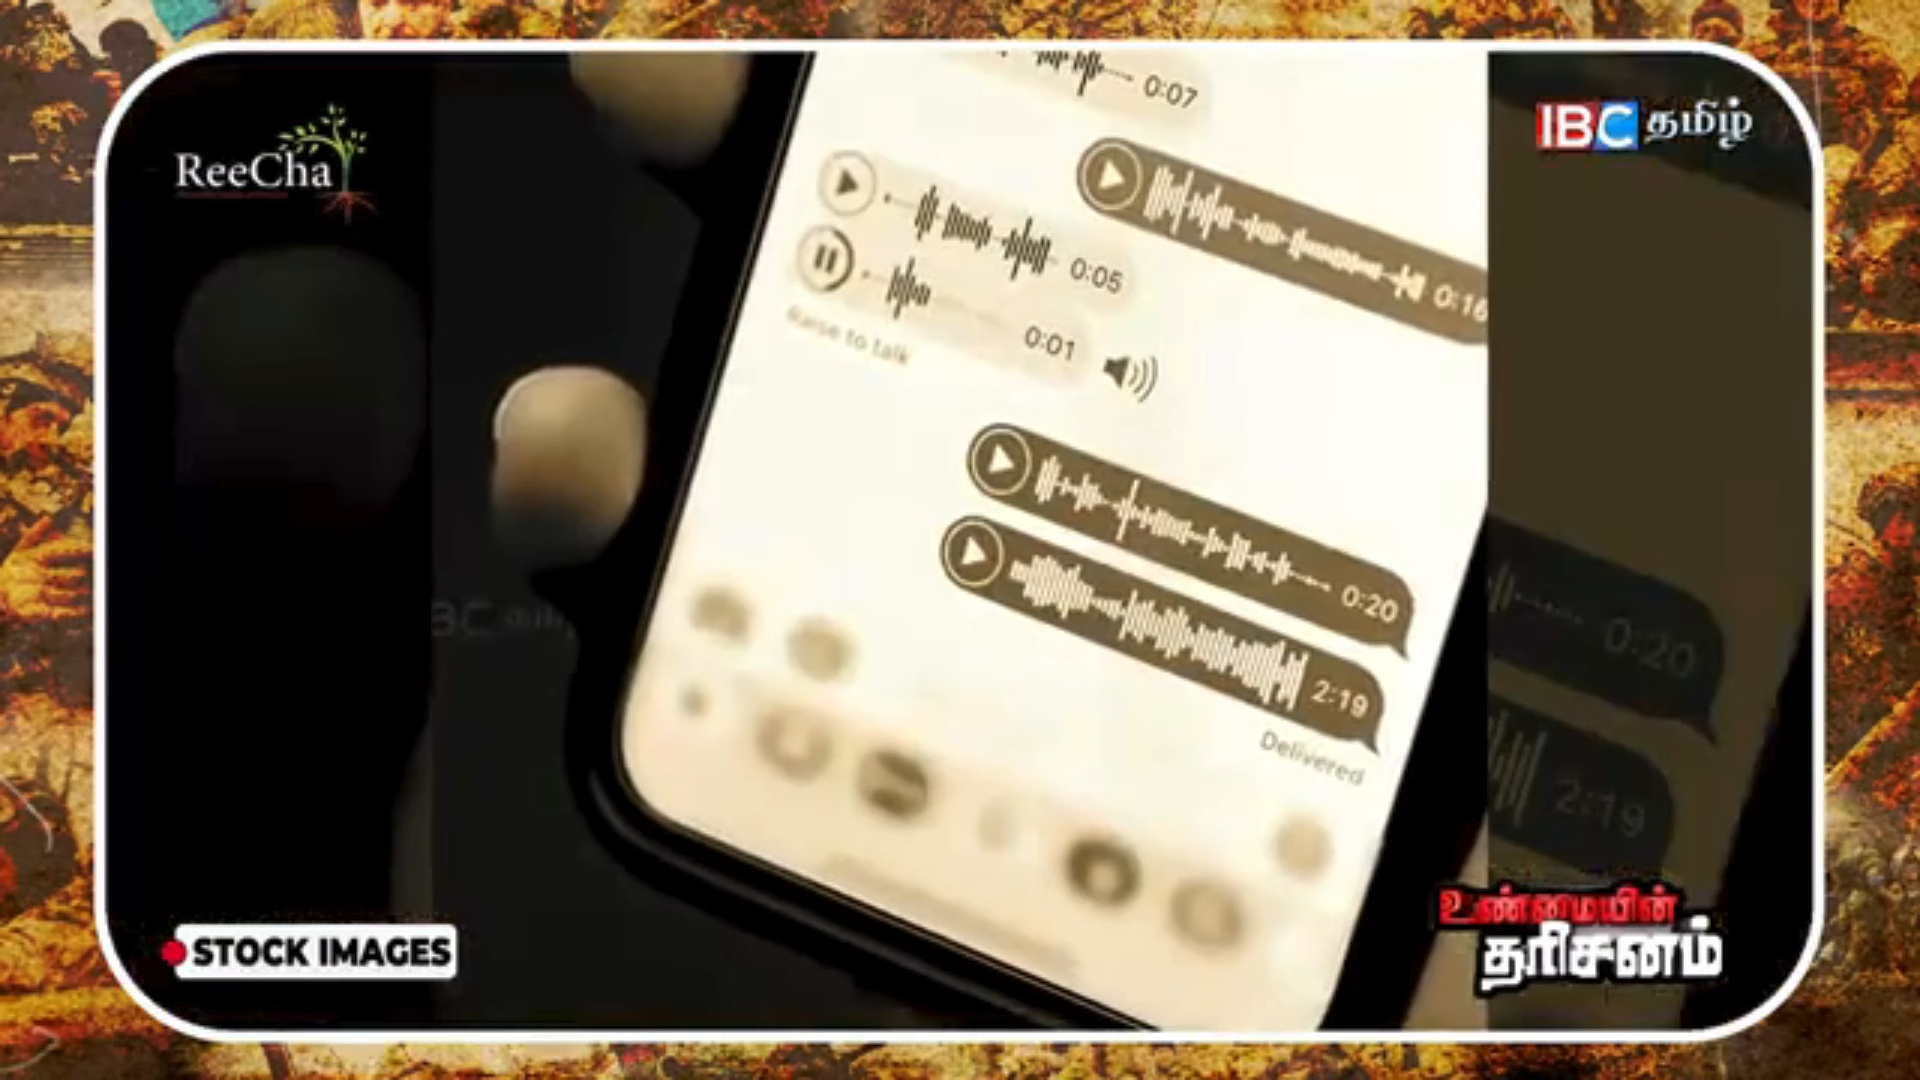 ReeCha
IBC தமிழ்
0:07
0:16
0:05
0:01
Raise to talk
0:20
2:19
Delivered
0:20
2:19
STOCK IMAGES
உண்மையின்
தரிசனம்